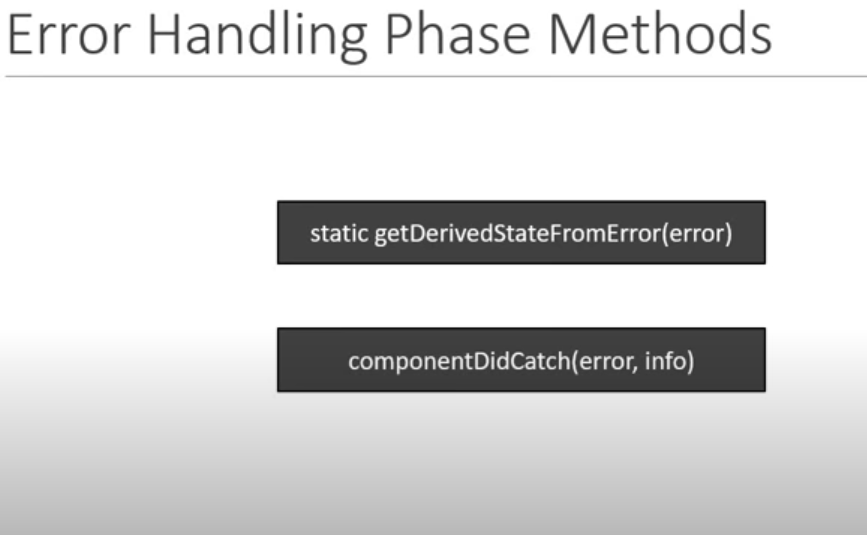 Error Handling Phase Methods
static getDerivedStateFromError(error)
componentDidCatch(error, info)